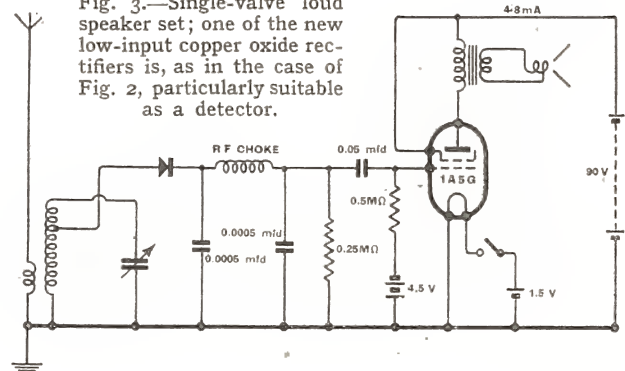 Fig. 3.—Single-valve loud
speaker set; one of the new
low-input copper oxide rec-
tifiers is, as in the case of
Fig. 2, particularly suitable
as a detector.
4·8mA
RF CHOKE
0.05 mfd
1A5G
90 V
0.5MΩ
0.0005 mfd
0.0005 mfd
0.25MΩ
4.5 V
1.5 V